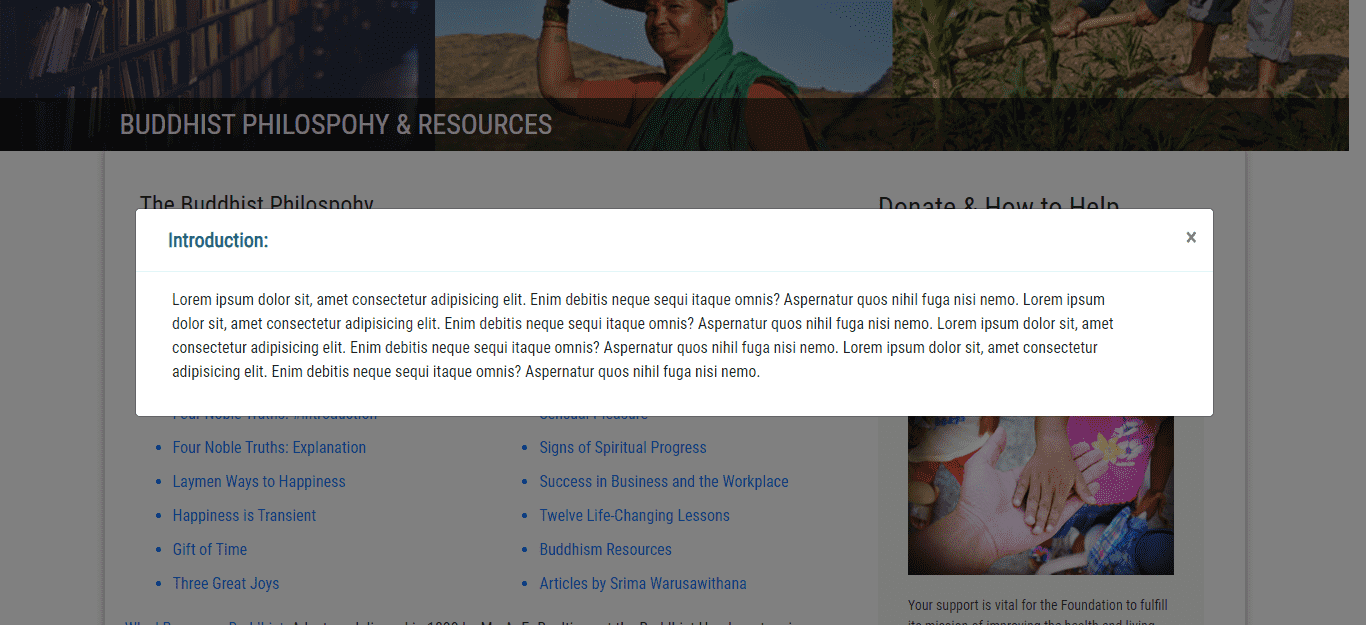 BUDDHIST PHILOSPOHY & RESOURCES
The Buddhist Philospohy
Donate & How to Help
Introduction:
×
Lorem ipsum dolor sit, amet consectetur adipisicing elit. Enim debitis neque sequi itaque omnis? Aspernatur quos nihil fuga nisi nemo. Lorem ipsum
dolor sit, amet consectetur adipisicing elit. Enim debitis neque sequi itaque omnis? Aspernatur quos nihil fuga nisi nemo. Lorem ipsum dolor sit, amet
consectetur adipisicing elit. Enim debitis neque sequi itaque omnis? Aspernatur quos nihil fuga nisi nemo. Lorem ipsum dolor sit, amet consectetur
adipisicing elit. Enim debitis neque sequi itaque omnis? Aspernatur quos nihil fuga nisi nemo.
Four Noble Truths:
Sensual Pleasure
Four Noble Truths: Explanation
Signs of Spiritual Progress
Laymen Ways to Happiness
Success in Business and the Workplace
Happiness is Transient
Twelve Life-Changing Lessons
Gift of Time
Buddhism Resources
Three Great Joys
Articles by Srima Warusawithana
Your support is vital for the Foundation to fulfill
its mission of improving the health and living